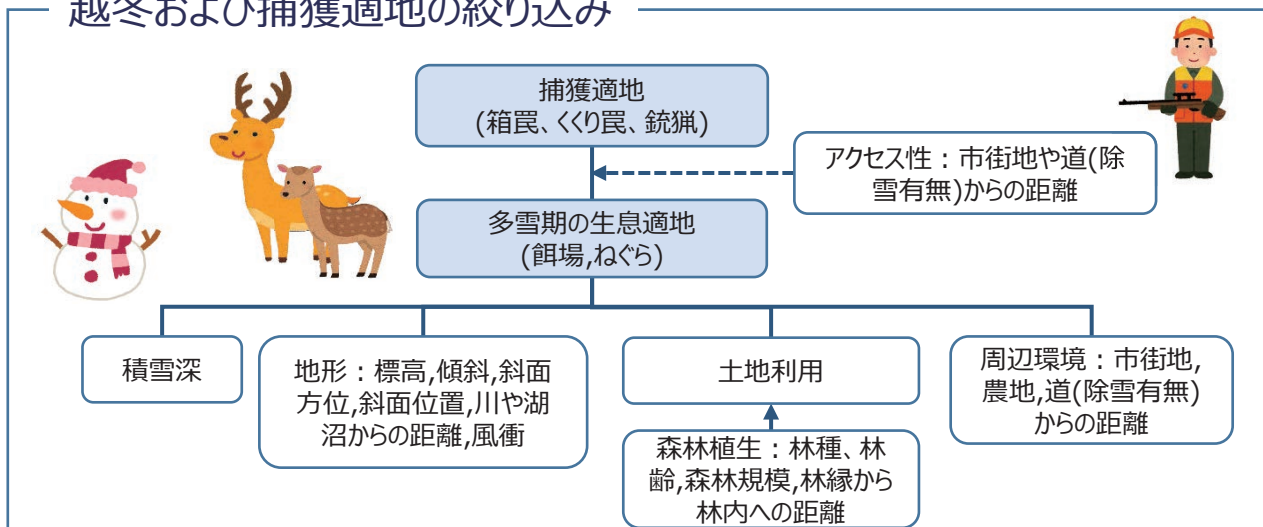 越冬および捕獲適地の絞り込み
捕獲適地
(箱罠、くくり罠、銃猟)
アクセス性：市街地や道(除
雪有無)からの距離
多雪期の生息適地
(餌場,ねぐら)
積雪深
地形：標高,傾斜,斜面
方位,斜面位置,川や湖
沼からの距離,風衝
土地利用
周辺環境：市街地,
農地,道(除雪有無)
からの距離
森林植生：林種、林
齢,森林規模,林縁から
林内への距離